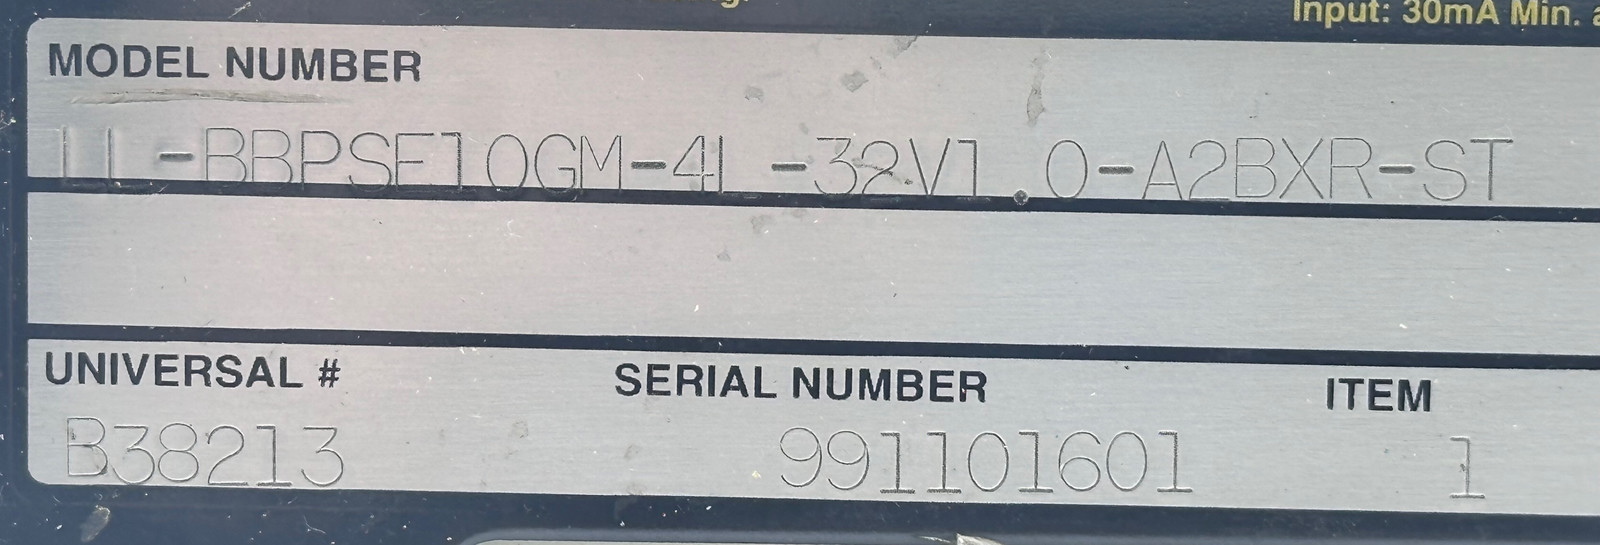 Input: 30mA Min.
MODEL NUMBER
LL-BBPSE10GM-4L-32V1.0-A2BXR-ST
UNIVERSAL # SERIAL NUMBER ITEM
B38213 991101601 1